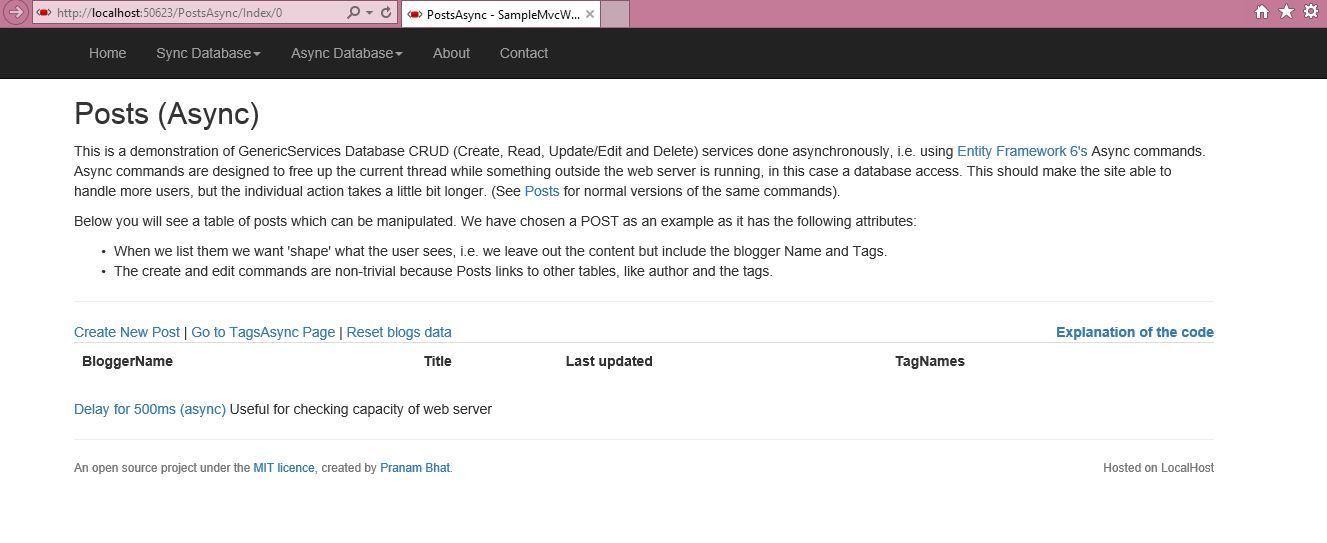 http://localhost:50623/PostsAsync/Index/0
PostsAsync - SampleMvcW...
Home Sync Database Async Database About Contact
Posts (Async)
This is a demonstration of GenericServices Database CRUD (Create, Read, Update/Edit and Delete) services done asynchronously, i.e. using Entity Framework 6's Async commands.
Async commands are designed to free up the current thread while something outside the web server is running, in this case a database access. This should make the site able to
handle more users, but the individual action takes a little bit longer. (See Posts for normal versions of the same commands).
Below you will see a table of posts which can be manipulated. We have chosen a POST as an example as it has the following attributes:
• When we list them we want 'shape' what the user sees, i.e. we leave out the content but include the blogger Name and Tags.
• The create and edit commands are non-trivial because Posts links to other tables, like author and the tags.
Create New Post | Go to TagsAsync Page | Reset blogs data Explanation of the code
BloggerName Title Last updated TagNames
Delay for 500ms (async) Useful for checking capacity of web server
An open source project under the MIT licence, created by Pranam Bhat. Hosted on LocalHost